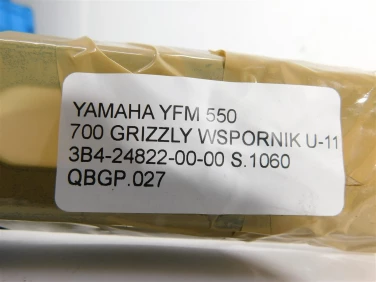 YAMAHA YFM 550
700 GRIZZLY WSPORNIK U-11
3B4-24822-00-00 S.1060
QBGP.027